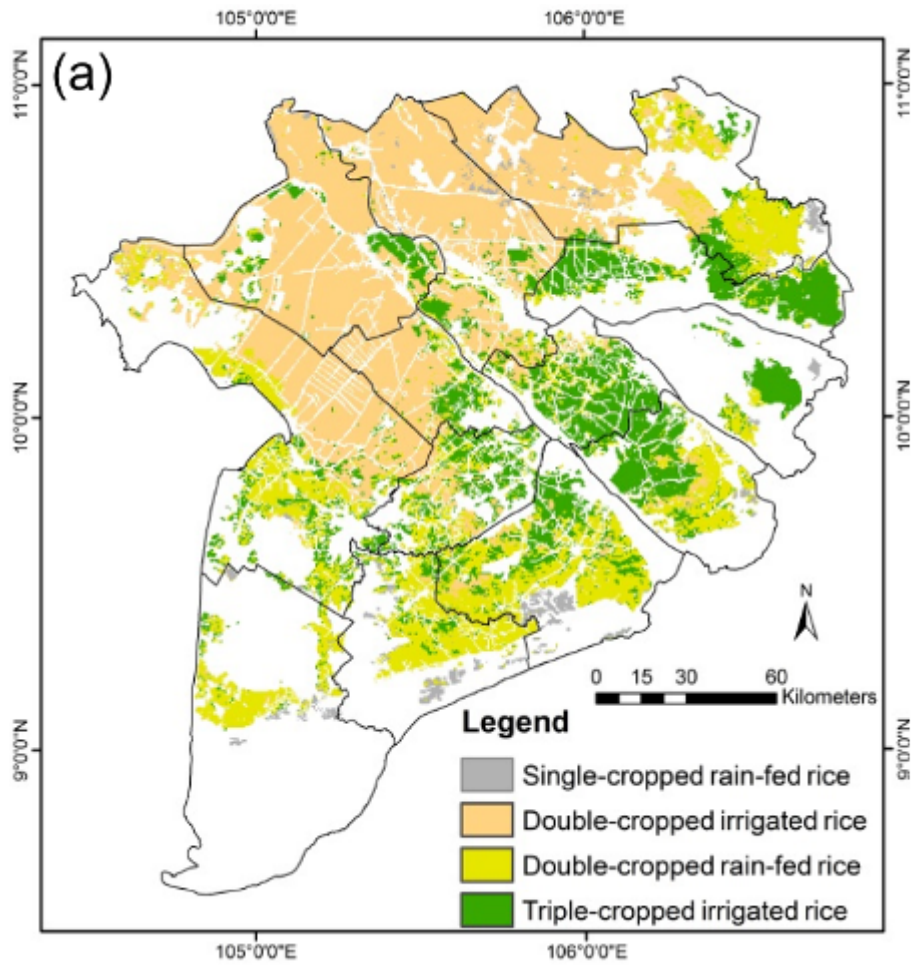 105°0'0"E 106°0'0"E
(a)
11°0'0"N 11°0'0"N
10°0'0"N 10°0'0"N
9°0'0"N 9°0'0"N
N
0 15 30 60
Kilometers
Legend
Single-cropped rain-fed rice
Double-cropped irrigated rice
Double-cropped rain-fed rice
Triple-cropped irrigated rice
105°0'0"E 106°0'0"E